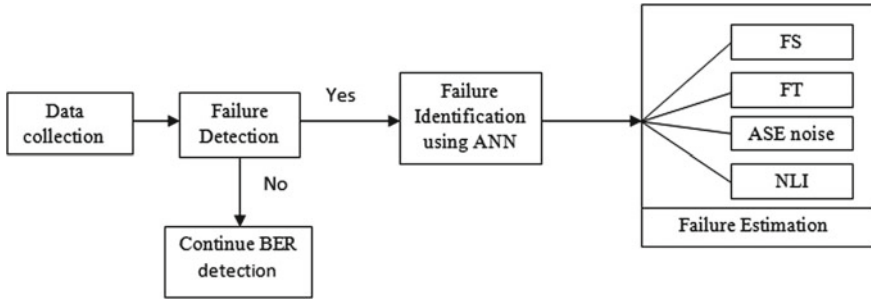 Data
collection
Failure
Detection
Yes
No
Continue BER
detection
Failure
Identification
using ANN
FS
FT
ASE noise
NLI
Failure Estimation